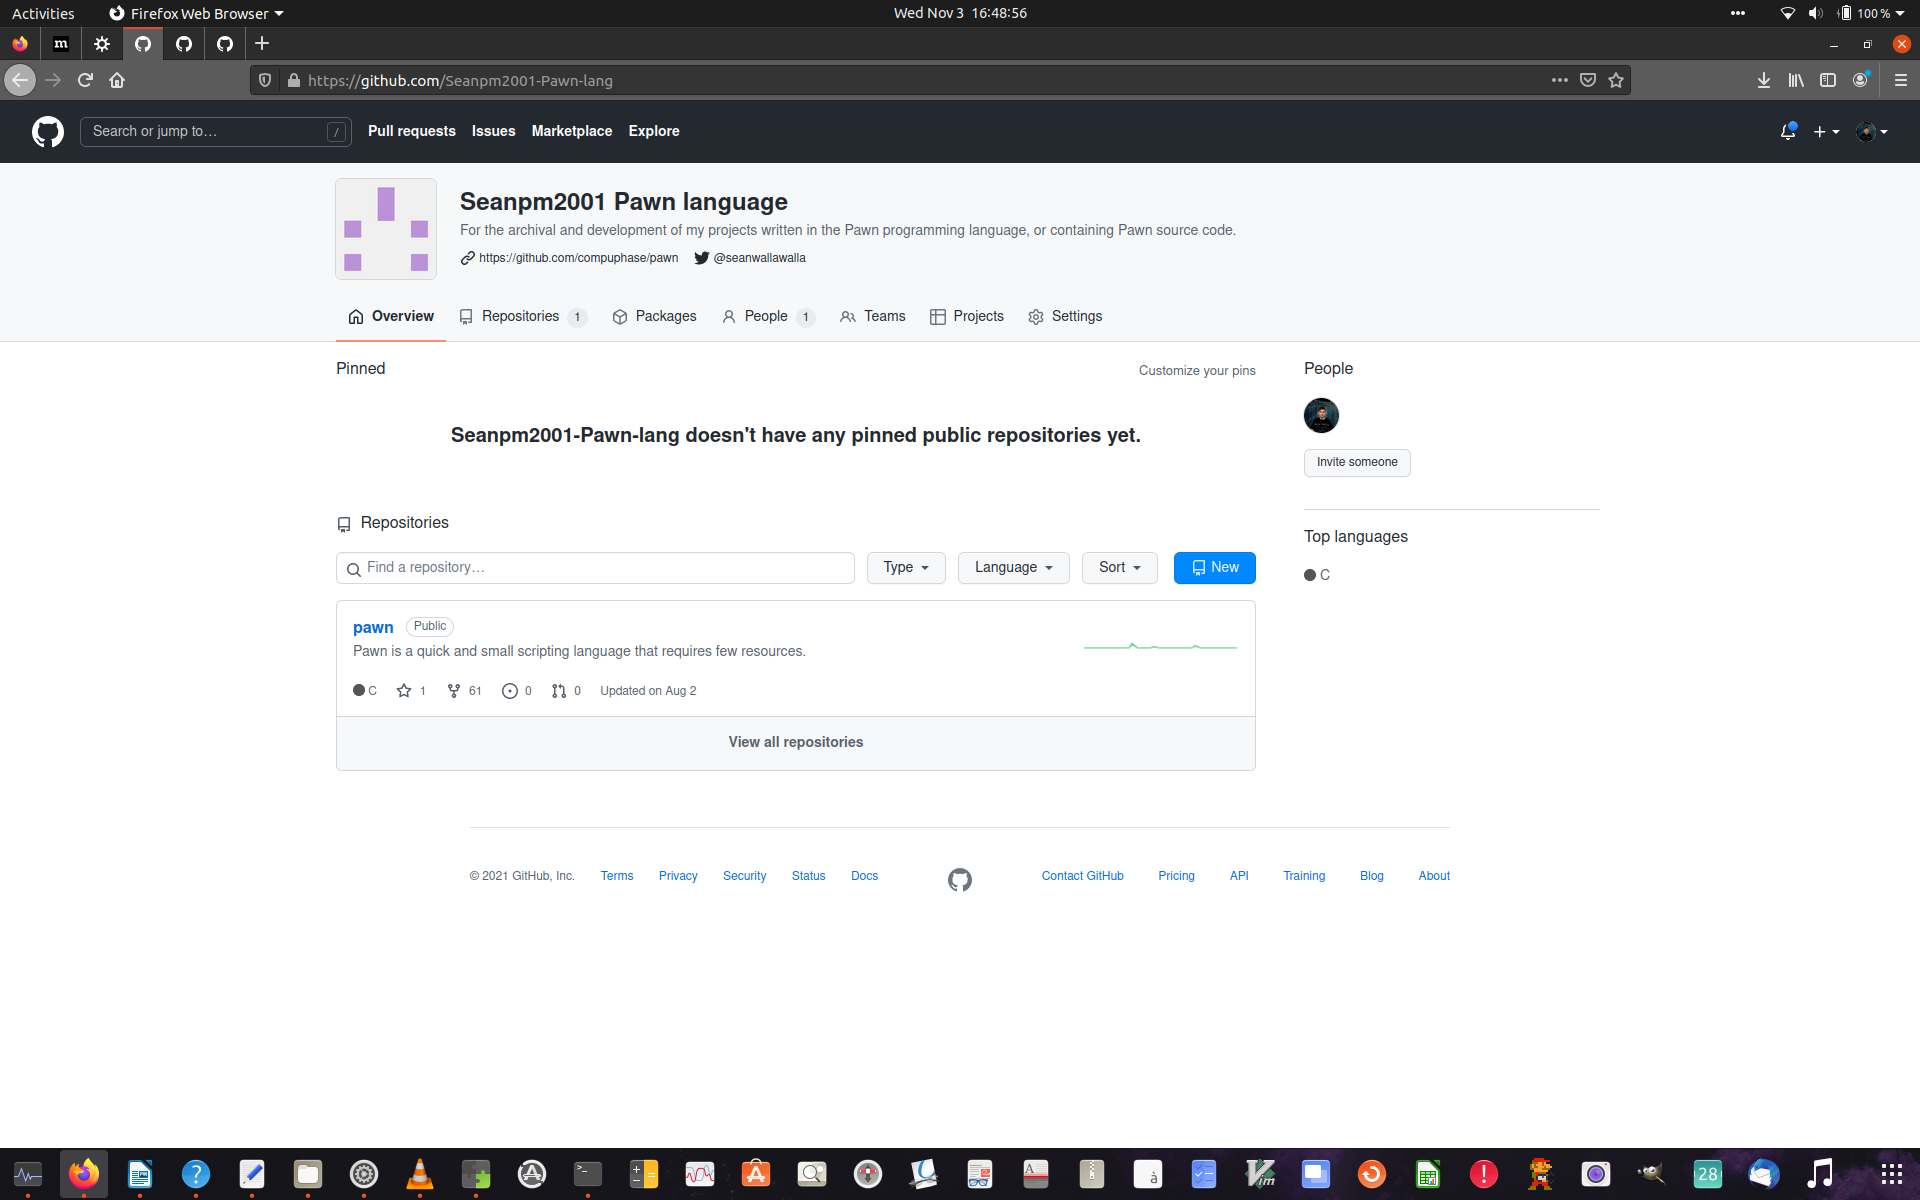 Activities
Firefox Web Browser
Wed Nov 3 16:48:56
100 %
m
https://github.com/Seanpm2001-Pawn-lang
Search or jump to…
/
Pull requests
Issues
Marketplace
Explore
Seanpm2001 Pawn language
For the archival and development of my projects written in the Pawn programming language, or containing Pawn source code.
https://github.com/compuphase/pawn
@seanwallawalla
Overview
Repositories 1
Packages
People 1
Teams
Projects
Settings
Pinned
Customize your pins
Seanpm2001-Pawn-lang doesn't have any pinned public repositories yet.
People
Invite someone
Top languages
C
Repositories
Find a repository…
Type
Language
Sort
New
pawn
Public
Pawn is a quick and small scripting language that requires few resources.
C
1
61
0
0
Updated on Aug 2
View all repositories
© 2021 GitHub, Inc.
Terms
Privacy
Security
Status
Docs
Contact GitHub
Pricing
API
Training
Blog
About
?
>_
A
à
Vim
!
28